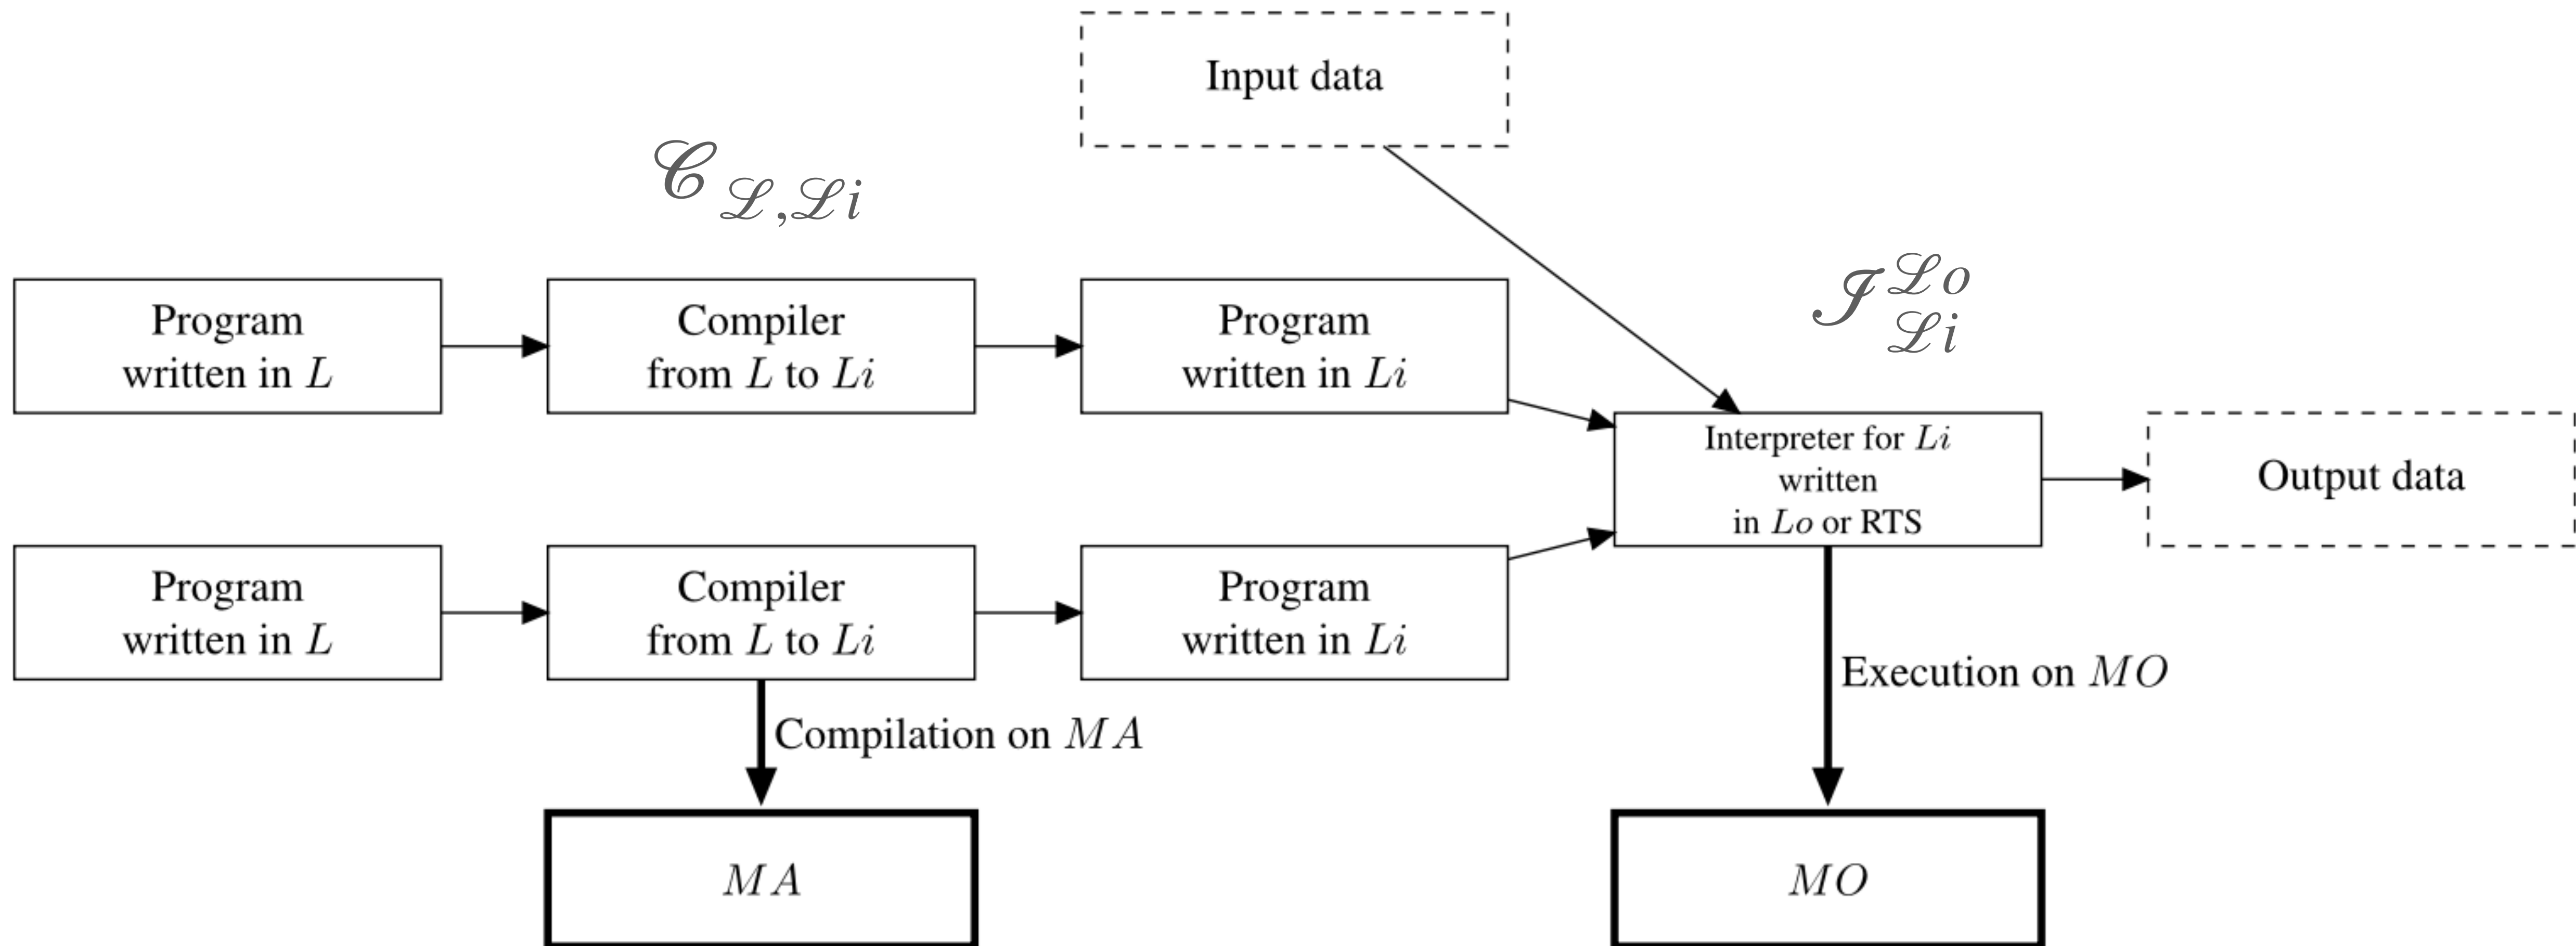 Input data
𝒞 ℒ,ℒi
Program
written in L
Compiler
from L to Li
Program
written in Li
ℐ ℒo
ℒi
Interpreter for Li
written
in Lo or RTS
Output data
Program
written in L
Compiler
from L to Li
Program
written in Li
Compilation on MA
Execution on MO
MA
MO